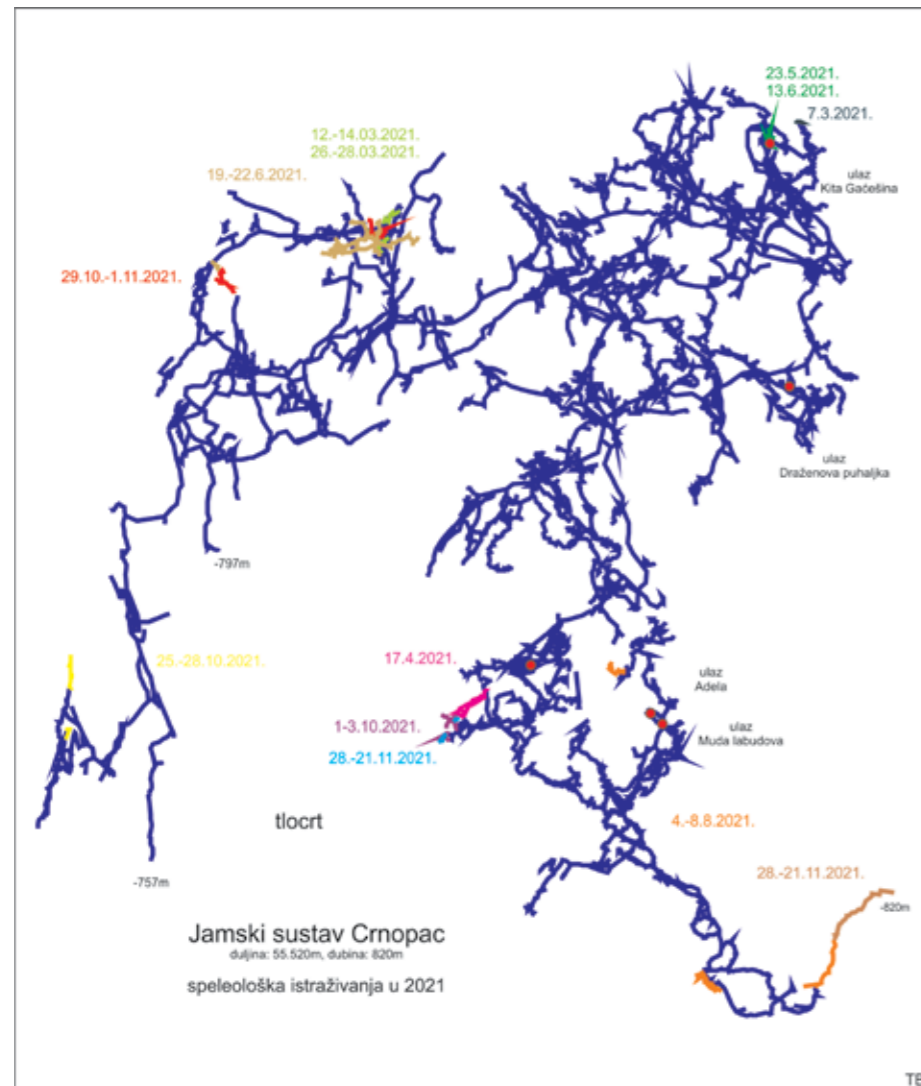 23.5.2021.
13.6.2021.
7.3.2021.
12.-14.03.2021.
26.-28.03.2021.
19.-22.6.2021.
ulaz
Kita Gaćešina
29.10.-1.11.2021.
ulaz
Draženova puhaljka
-797m
25.-28.10.2021.
17.4.2021.
ulaz
Adela
1-3.10.2021.
ulaz
Muda labudova
28.-21.11.2021.
tlocrt
4.-8.8.2021.
28.-21.11.2021.
-757m
-820m
Jamski sustav Crnopac
duljina: 55.520m, dubina: 820m
speleološka istraživanja u 2021